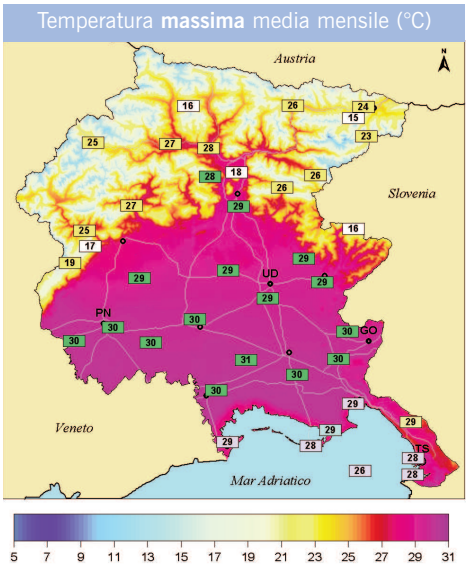 Temperatura massima media mensile (°C)
Austria
N
16 26 24
15
23
25 27 28
28 18 26
26
29
27
25
17
16
19
Slovenia
29 29 UD 29
29
29
PN
30 30 GO
30 30 30
31 30
30
30
29
29
29 29
28
TS
28
28
26
Veneto
Mar Adriatico
5 7 9 11 13 15 17 19 21 23 25 27 29 31